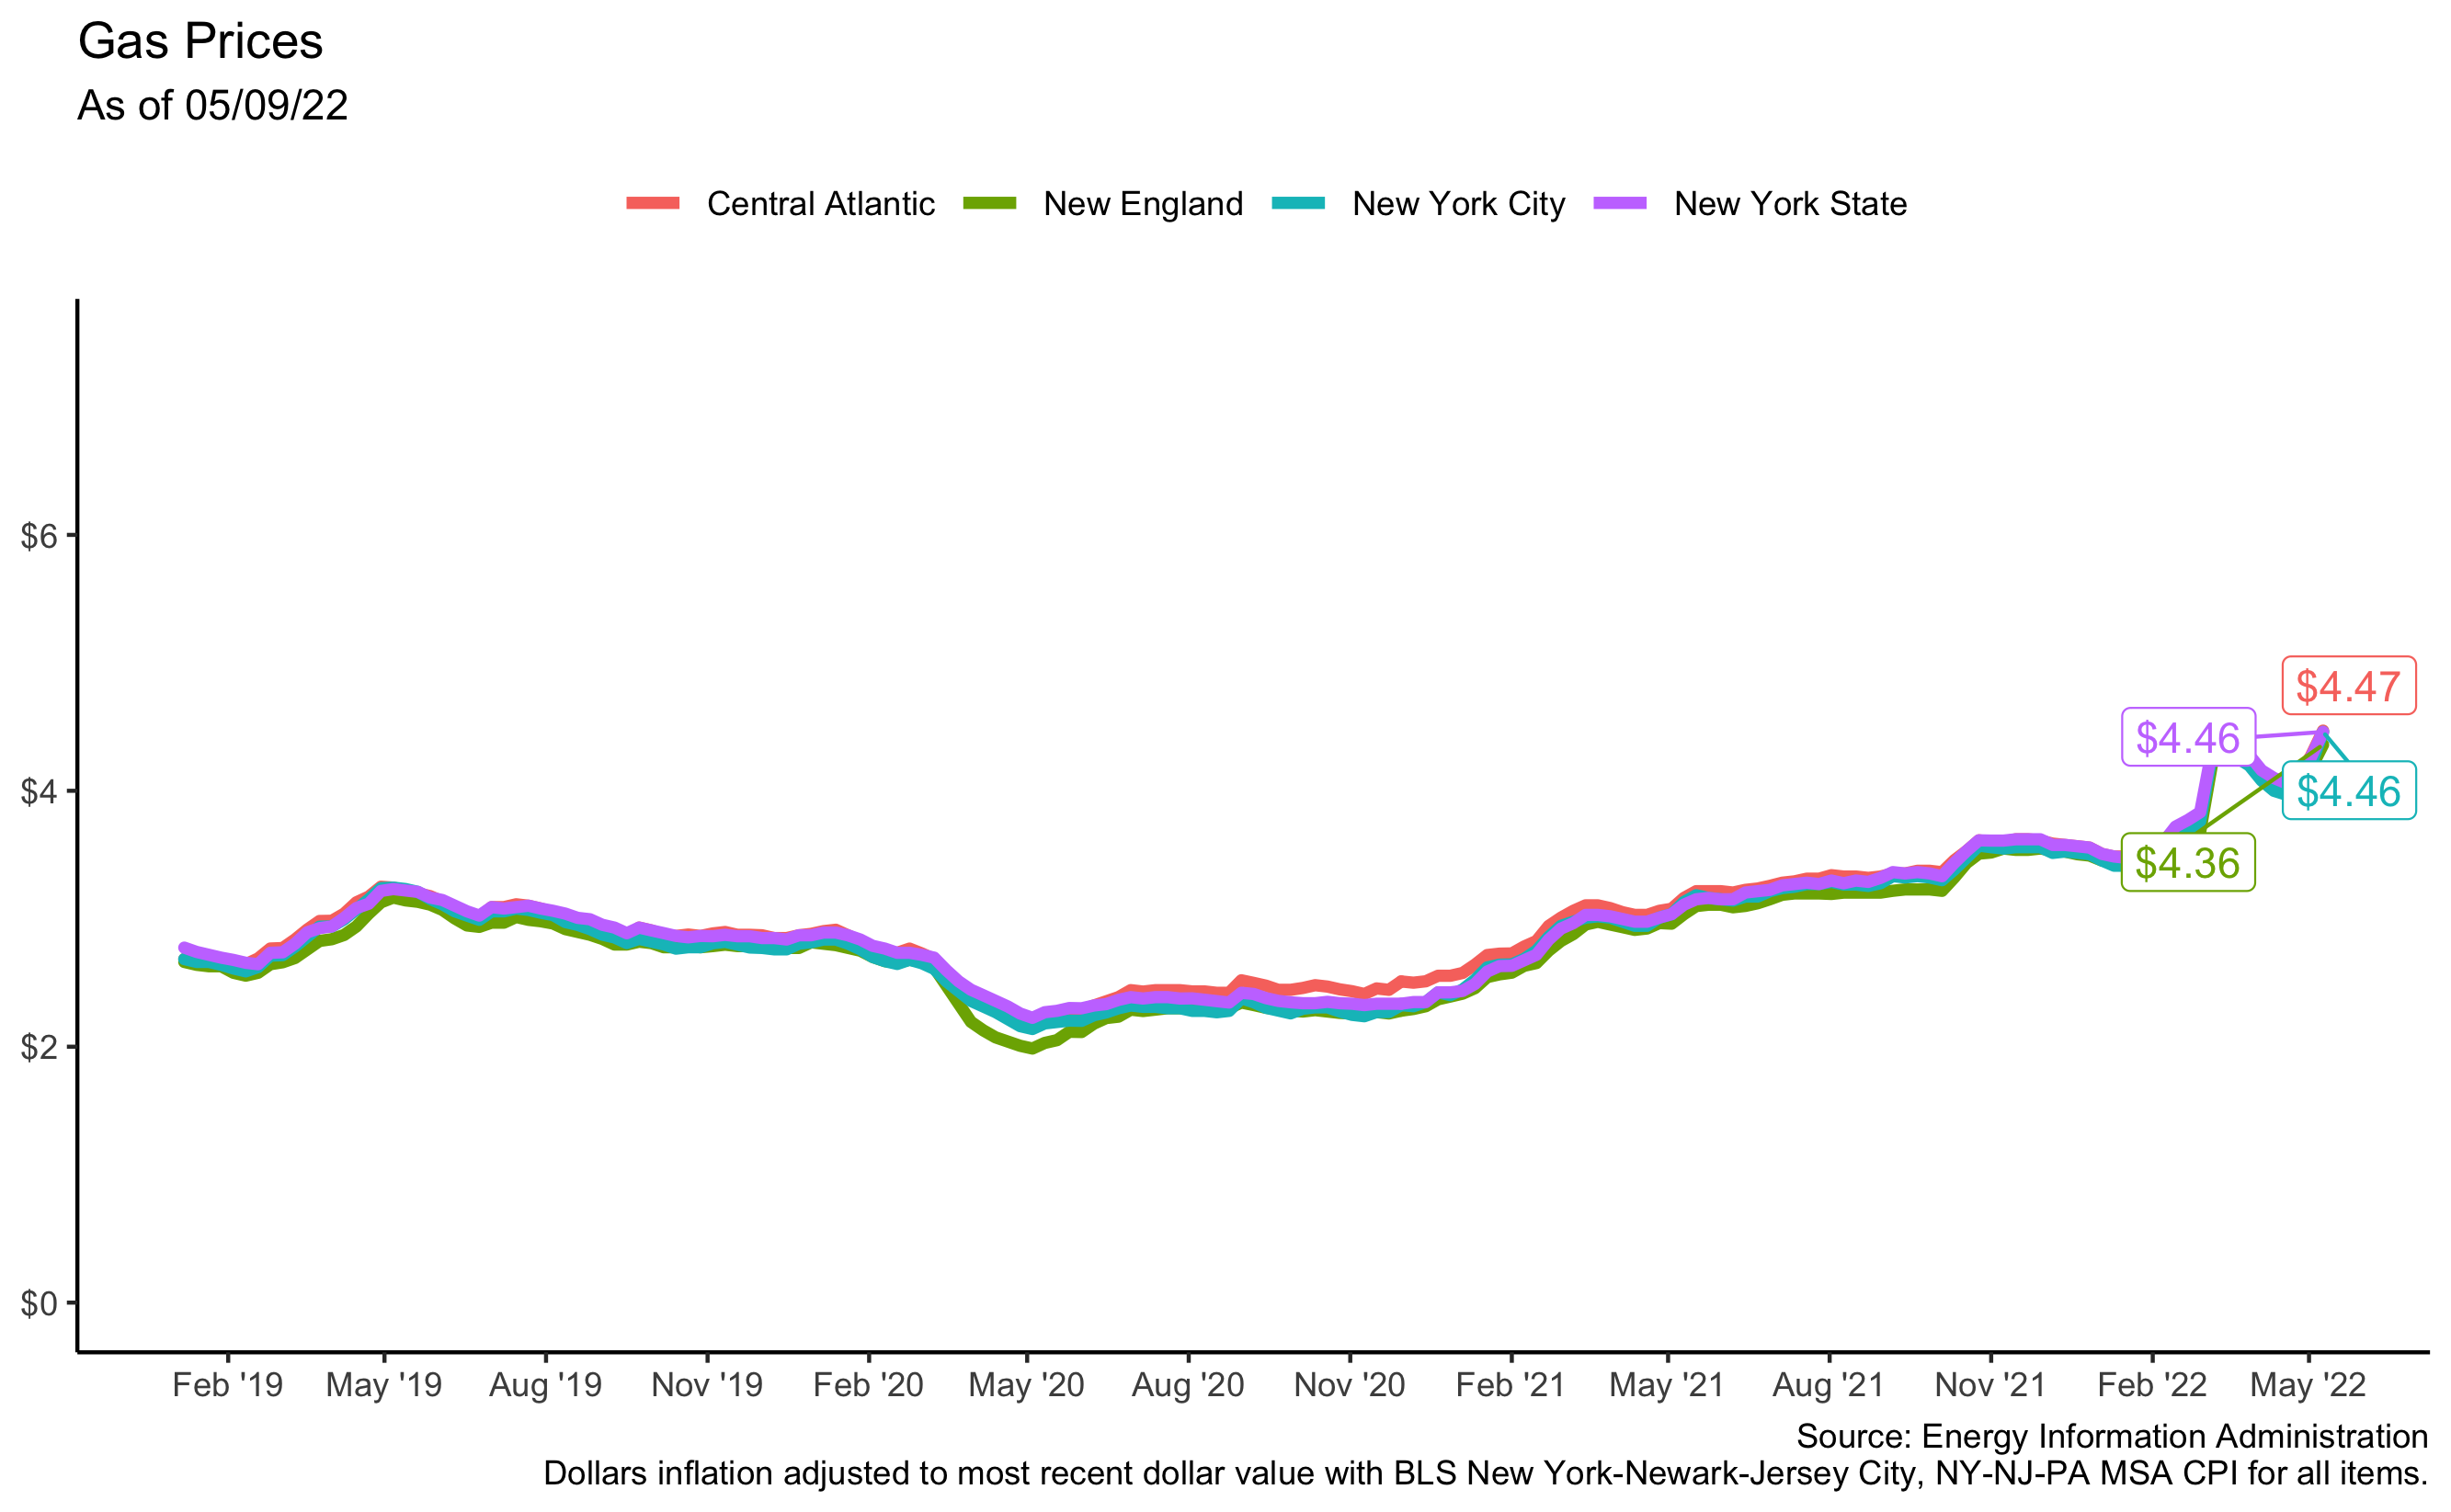 Gas Prices
As of 05/09/22
Central Atlantic New England New York City New York State
$6
$4
$2
$0
$4.47
$4.46
$4.46
$4.36
Feb '19 May '19 Aug '19 Nov '19 Feb '20 May '20 Aug '20 Nov '20 Feb '21 May '21 Aug '21 Nov '21 Feb '22 May '22
Source: Energy Information Administration
Dollars inflation adjusted to most recent dollar value with BLS New York-Newark-Jersey City, NY-NJ-PA MSA CPI for all items.